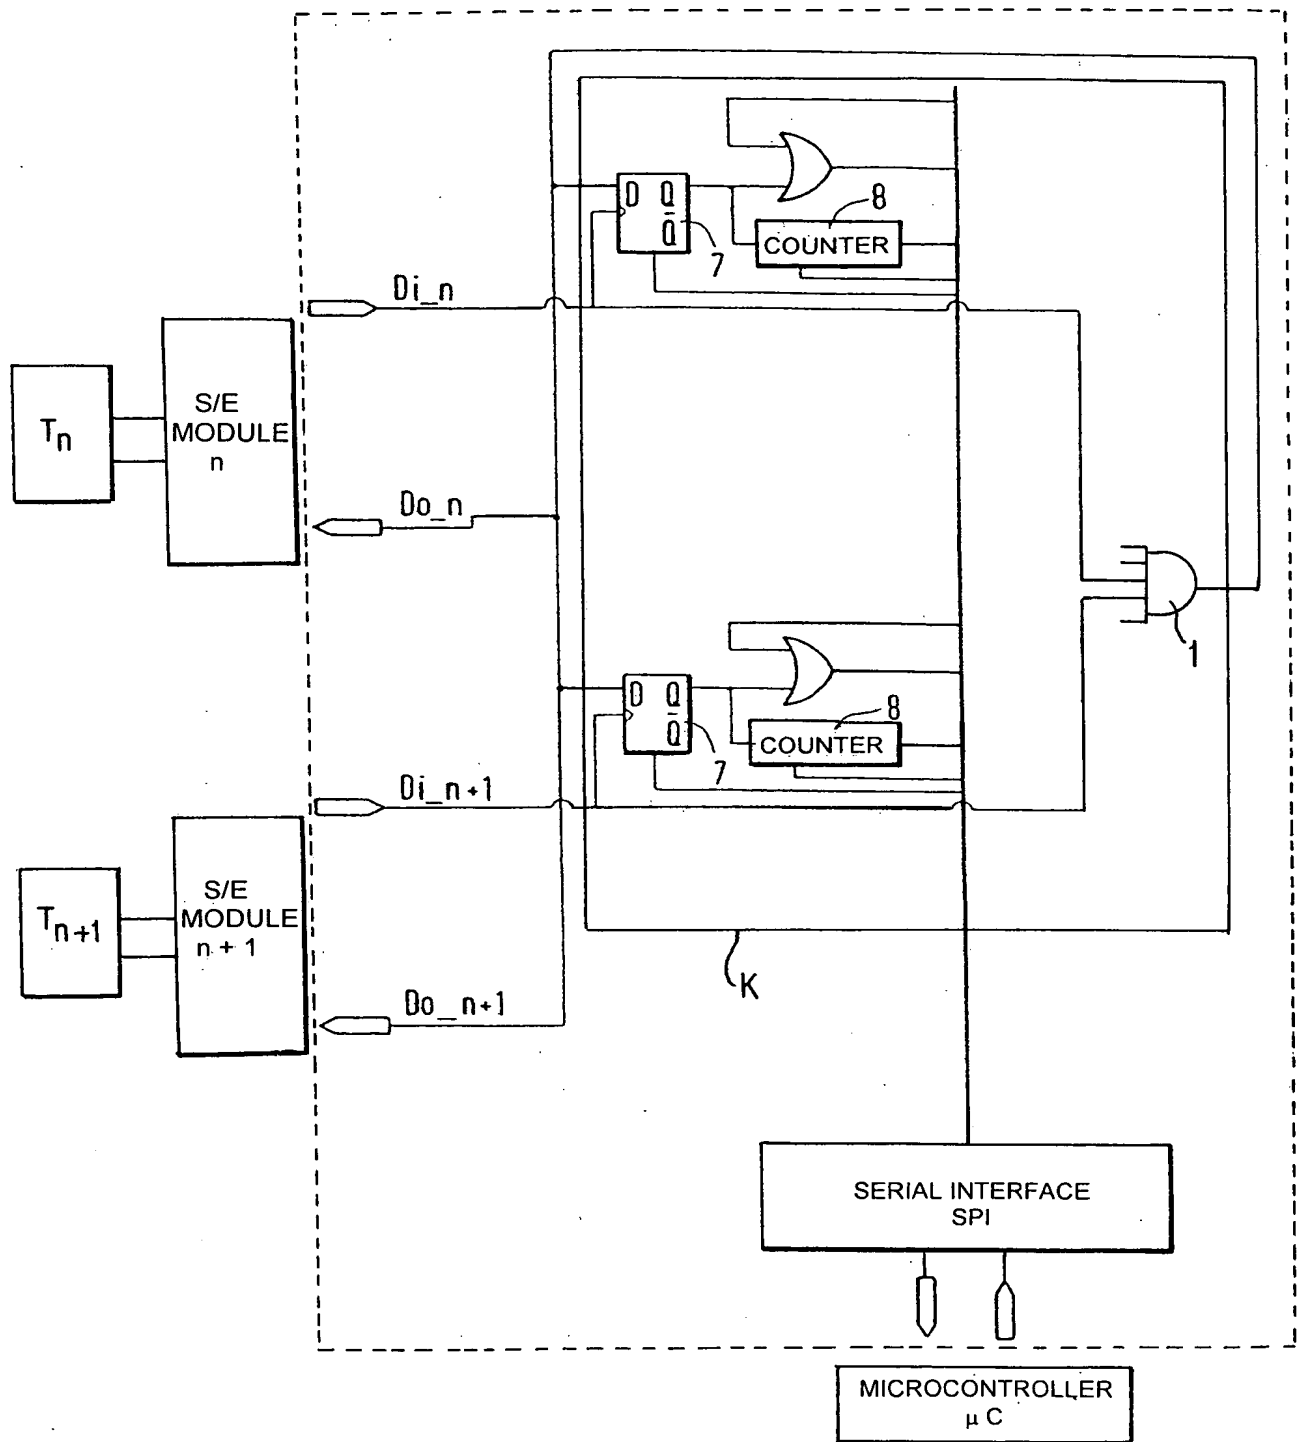 D Q
Q̄
7
8
COUNTER
Di_n
S/E
MODULE
n
Tn
Do_n
1
D Q
Q̄
7
8
COUNTER
Di_n+1
S/E
MODULE
n + 1
Tn+1
K
Do_n+1
SERIAL INTERFACE
SPI
MICROCONTROLLER
μ C